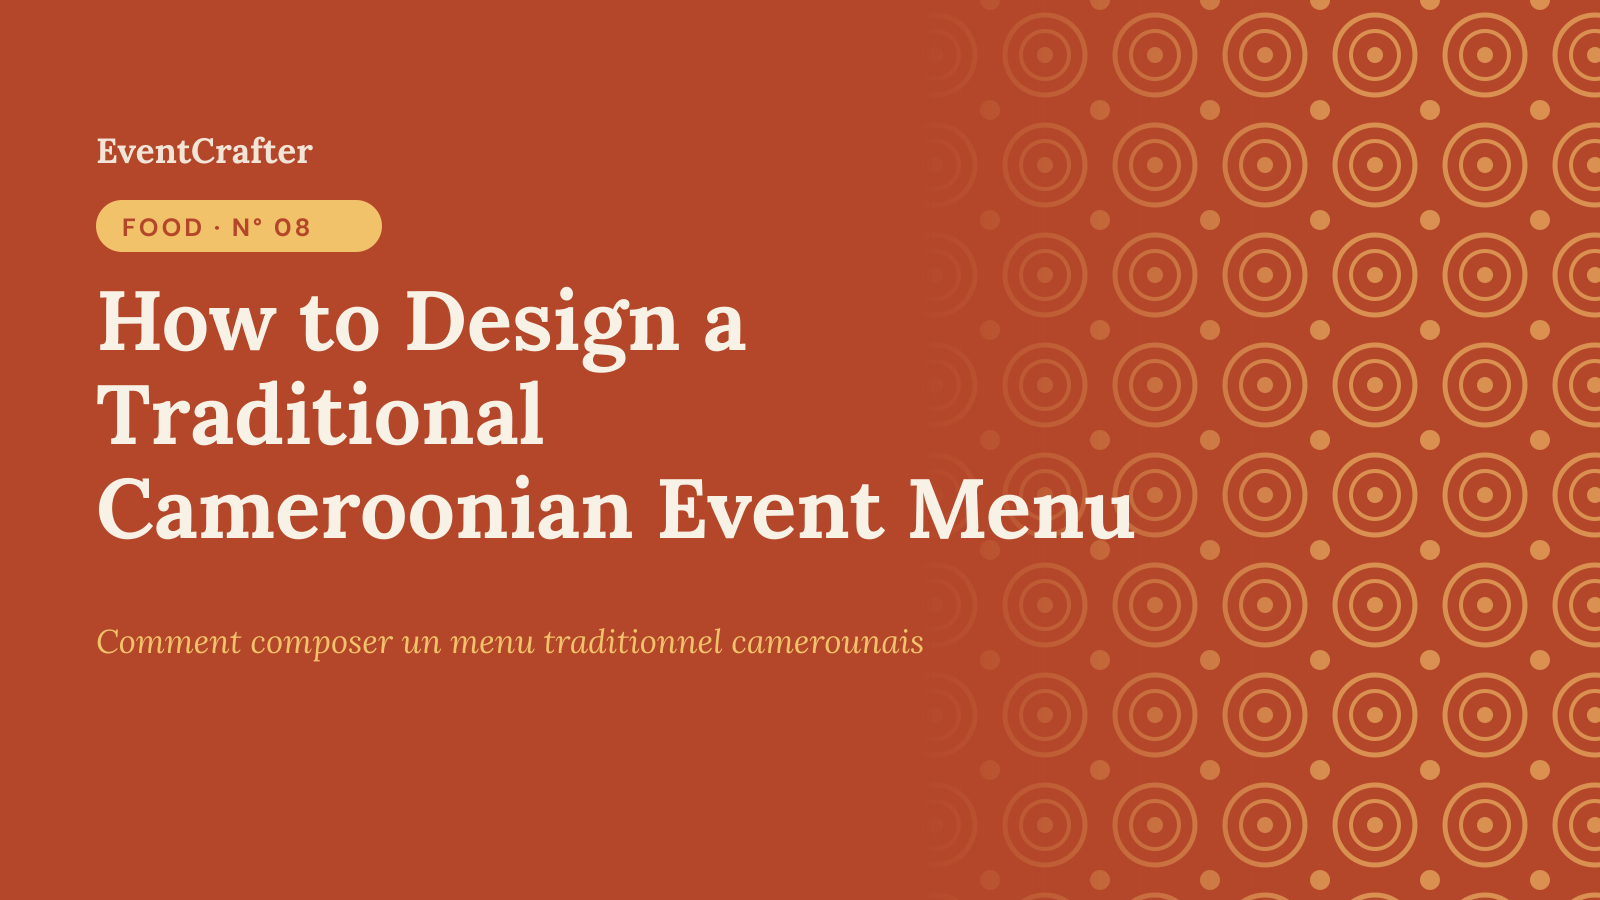 EventCrafter
FOOD · N° 08
How to Design a
Traditional
Cameroonian Event Menu
Comment composer un menu traditionnel camerounais